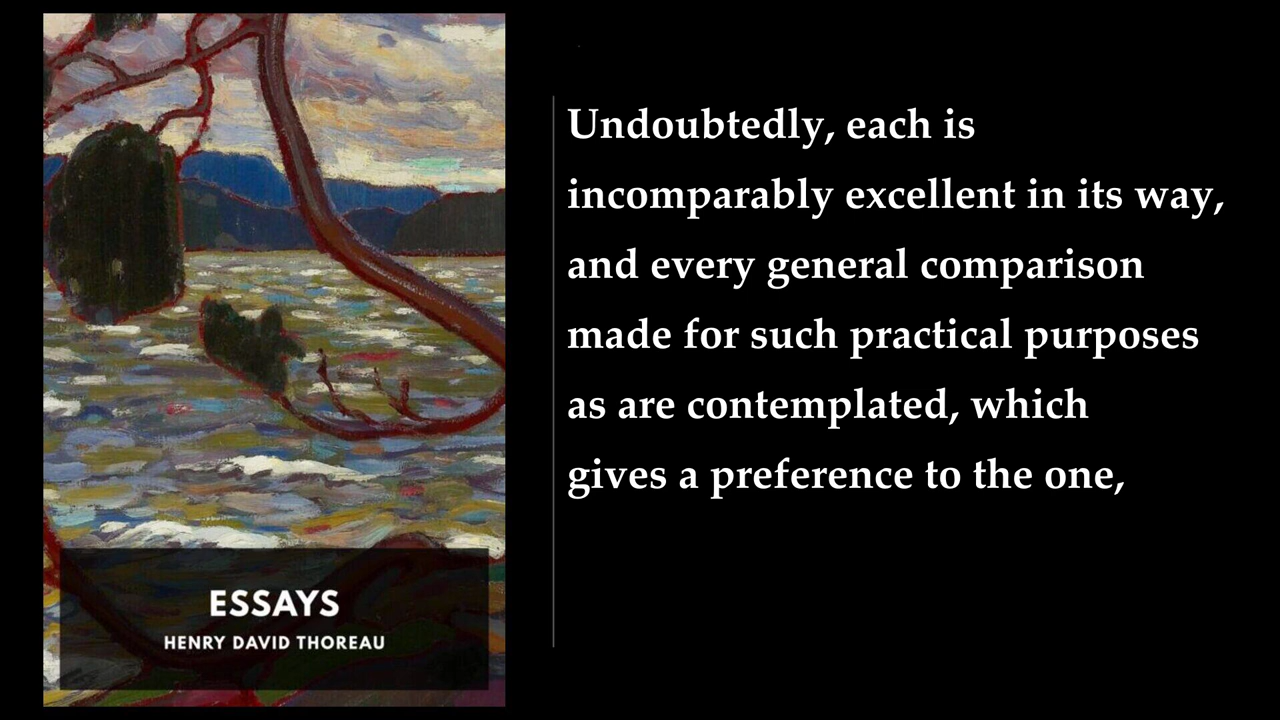 ESSAYS
HENRY DAVID THOREAU
Undoubtedly, each is
incomparably excellent in its way,
and every general comparison
made for such practical purposes
as are contemplated, which
gives a preference to the one,